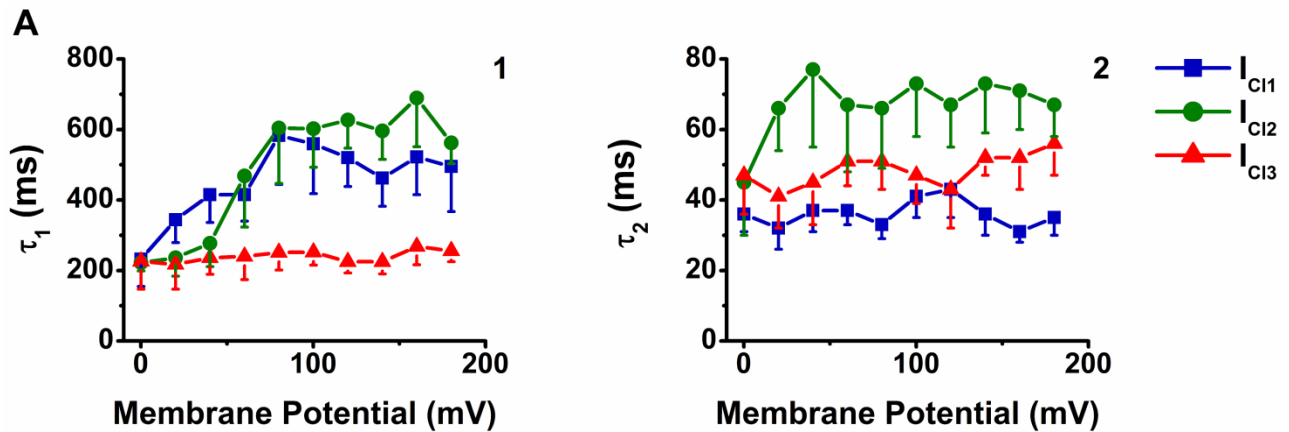 A
800
600
400
200
0
τ1 (ms)
1
0 100 200
Membrane Potential (mV)
80
60
40
20
0
τ2 (ms)
2
0 100 200
Membrane Potential (mV)
ICl1
ICl2
ICl3